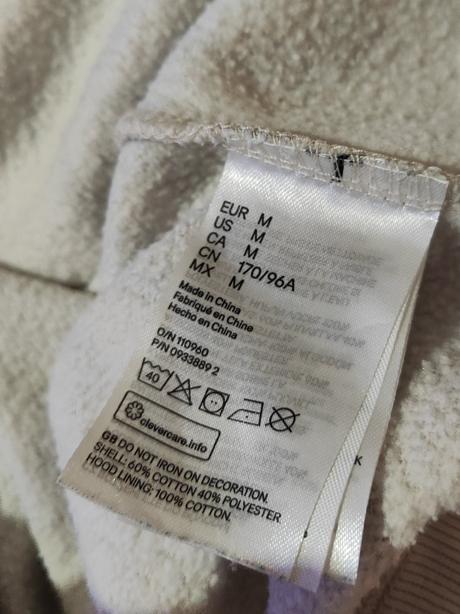 EUR M
US M
CA M
CN 170/96A
MX M
Made in China
Fabriqué en Chine
Hecho en China
O/N 110960
P/N 0933889 2
40
clevercare.info
GB DO NOT IRON ON DECORATION.
SHELL: 60% COTTON 40% POLYESTER
HOOD LINING: 100% COTTON.
K